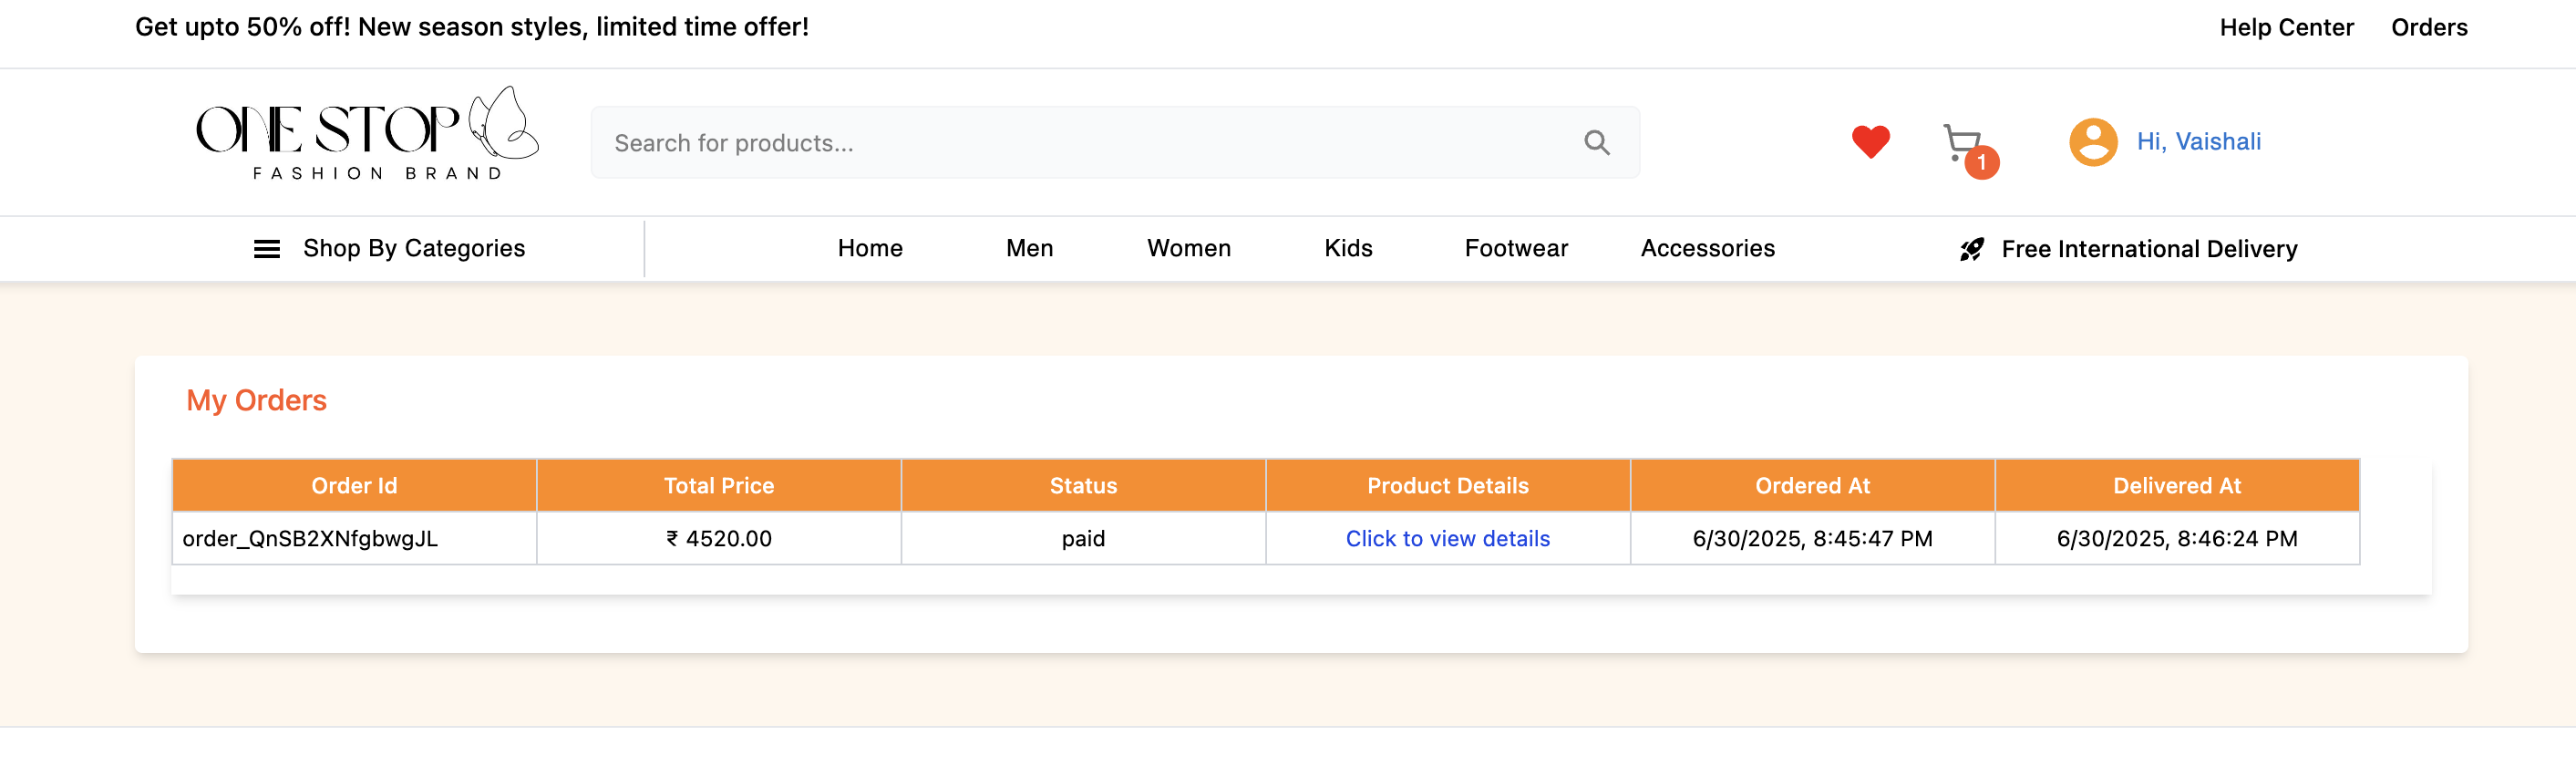 Get upto 50% off! New season styles, limited time offer! Help Center Orders
ONE STOP
FASHION BRAND
Search for products...
1
Hi, Vaishali
Shop By Categories Home Men Women Kids Footwear Accessories Free International Delivery
My Orders
Order Id Total Price Status Product Details Ordered At Delivered At
order_QnSB2XNfgbwgJL ₹ 4520.00 paid Click to view details 6/30/2025, 8:45:47 PM 6/30/2025, 8:46:24 PM